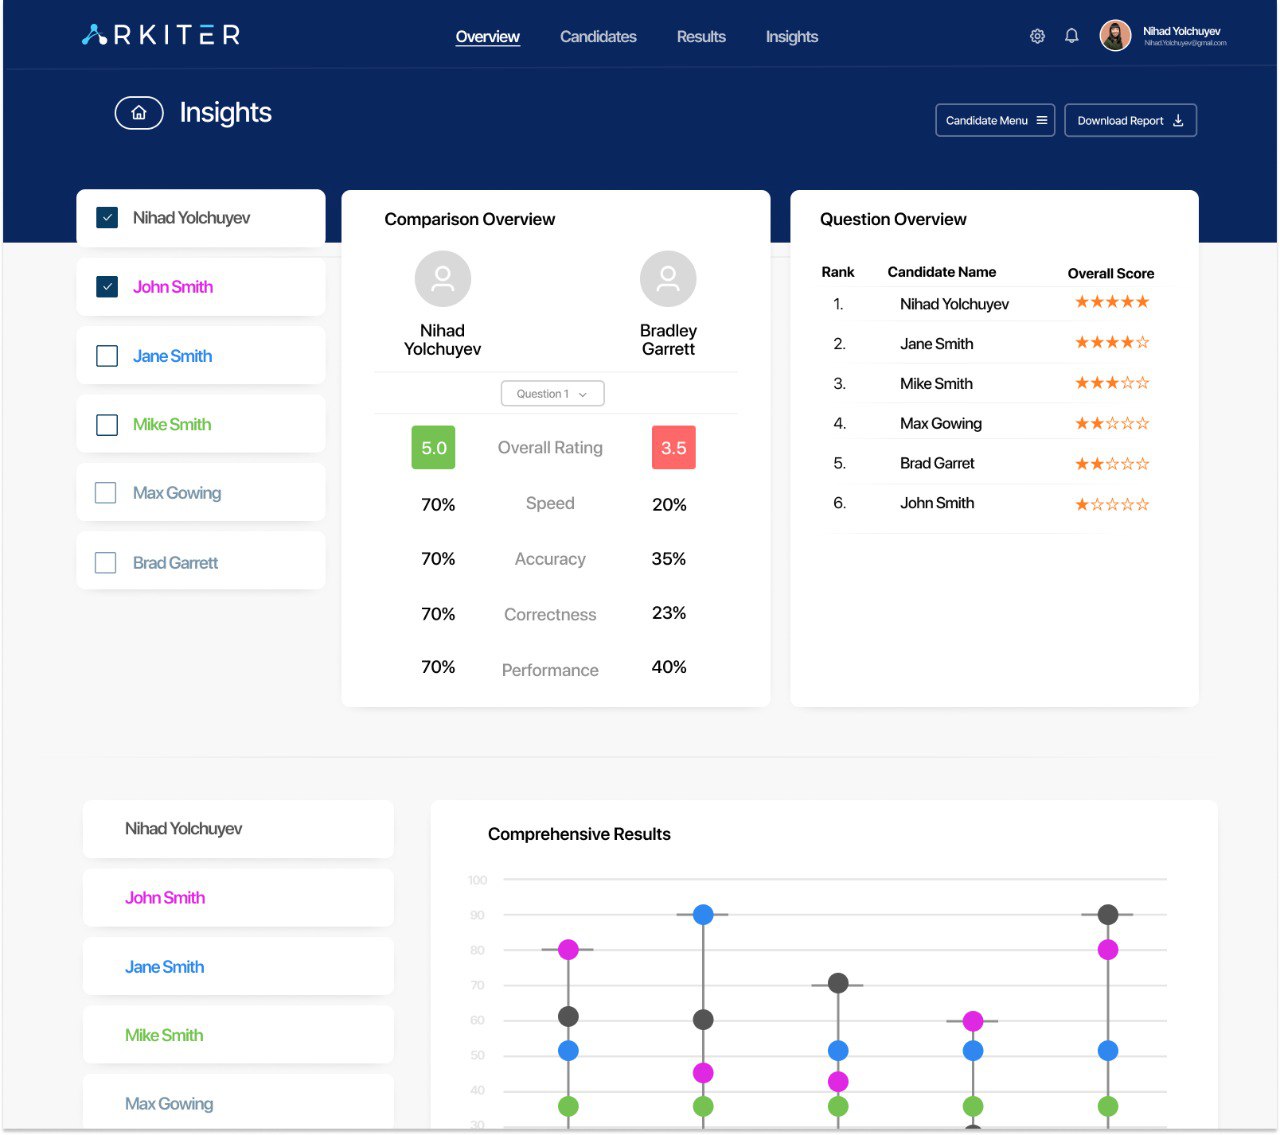 ARKITER
Overview Candidates Results Insights
Nihad Yolchuyev
Nihad.Yolchuyev@gmail.com
Insights
Candidate Menu
Download Report
Nihad Yolchuyev
John Smith
Jane Smith
Mike Smith
Max Gowing
Brad Garrett
Comparison Overview
Nihad
Yolchuyev
Bradley
Garrett
Question 1
5.0 Overall Rating 3.5
70% Speed 20%
70% Accuracy 35%
70% Correctness 23%
70% Performance 40%
Question Overview
Rank Candidate Name Overall Score
1. Nihad Yolchuyev
2. Jane Smith
3. Mike Smith
4. Max Gowing
5. Brad Garret
6. John Smith
Nihad Yolchuyev
John Smith
Jane Smith
Mike Smith
Max Gowing
Comprehensive Results
100
90
80
70
60
50
40
30